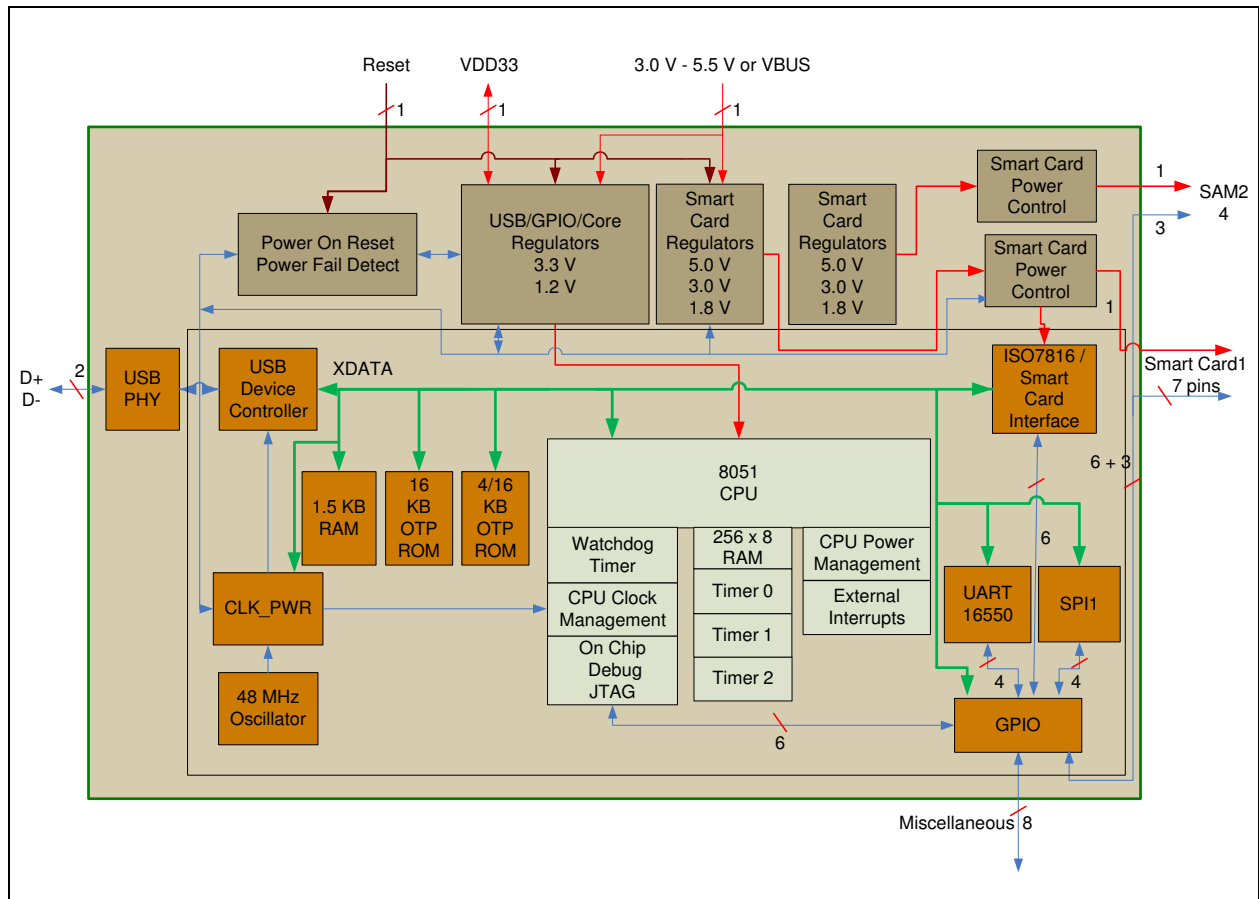 Reset
VDD33
3.0 V - 5.5 V or VBUS
1
1
1
Power On Reset
Power Fail Detect
USB/GPIO/Core
Regulators
3.3 V
1.2 V
Smart
Card
Regulators
5.0 V
3.0 V
1.8 V
Smart
Card
Regulators
5.0 V
3.0 V
1.8 V
Smart Card
Power
Control
1
SAM2
4
3
Smart Card
Power
Control
1
D+
D-
2
USB
PHY
USB
Device
Controller
XDATA
ISO7816 /
Smart
Card
Interface
Smart Card1
7 pins
1.5 KB
RAM
16
KB
OTP
ROM
4/16
KB
OTP
ROM
8051
CPU
6 + 3
6
Watchdog
Timer
CPU Clock
Management
On Chip
Debug
JTAG
256 x 8
RAM
Timer 0
Timer 1
Timer 2
CPU Power
Management
External
Interrupts
UART
16550
SPI1
CLK_PWR
48 MHz
Oscillator
4
4
6
GPIO
Miscellaneous
8